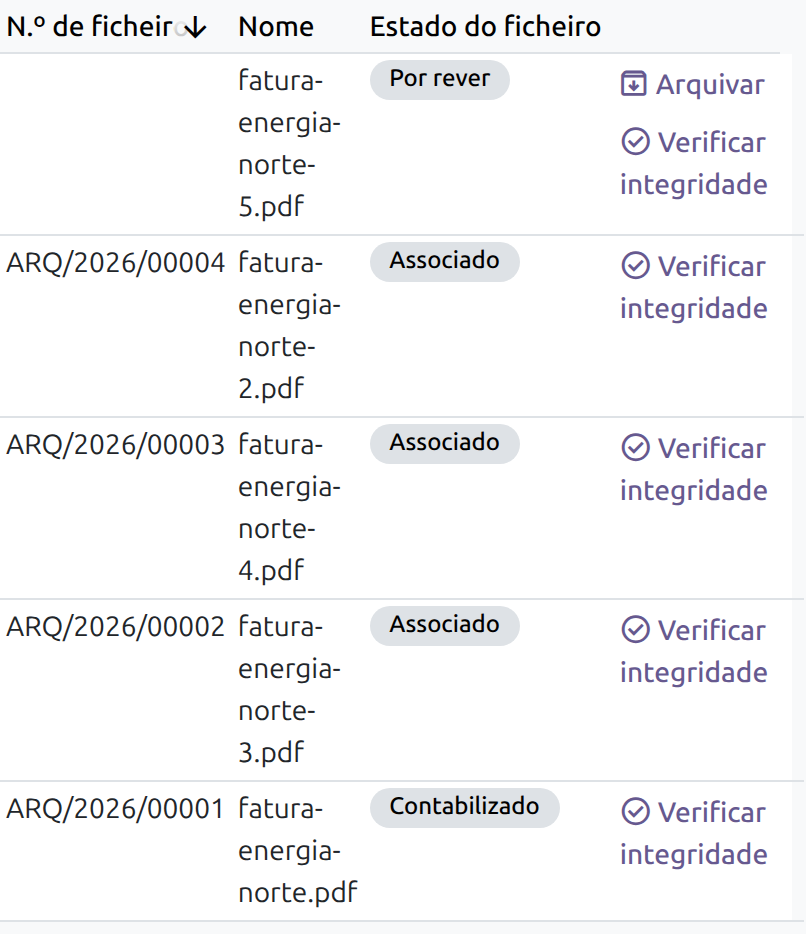 N.º de ficheiro Nome Estado do ficheiro
fatura-energia-norte-5.pdf Por rever Arquivar
Verificar integridade
ARQ/2026/00004 fatura-energia-norte-2.pdf Associado Verificar integridade
ARQ/2026/00003 fatura-energia-norte-4.pdf Associado Verificar integridade
ARQ/2026/00002 fatura-energia-norte-3.pdf Associado Verificar integridade
ARQ/2026/00001 fatura-energia-norte.pdf Contabilizado Verificar integridade